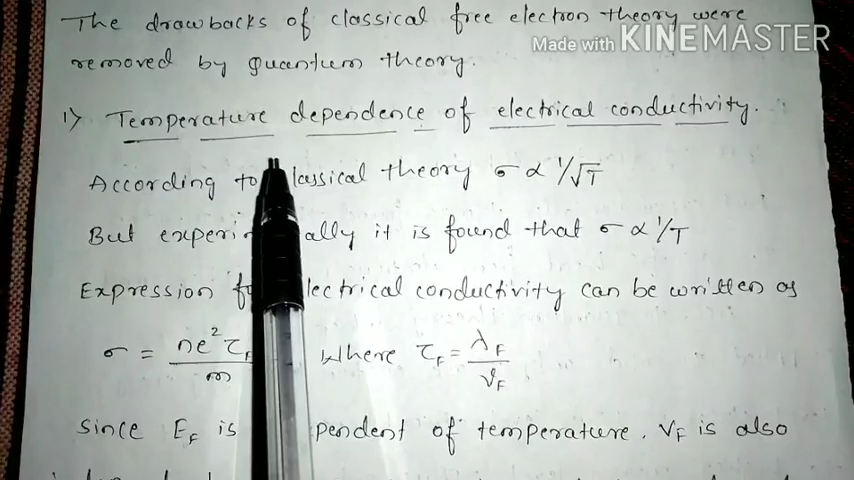 The drawbacks of classical free electron theory were
Made with KINEMASTER
removed by quantum theory.
1) Temperature dependence of electrical conductivity.
According to classical theory σ α 1/√T
But experi ally it is found that σ α 1/T
Expression f lectrical conductivity can be written as
σ = ne²τF/m where τF = λF/vF
Since EF is pendent of temperature, VF is also